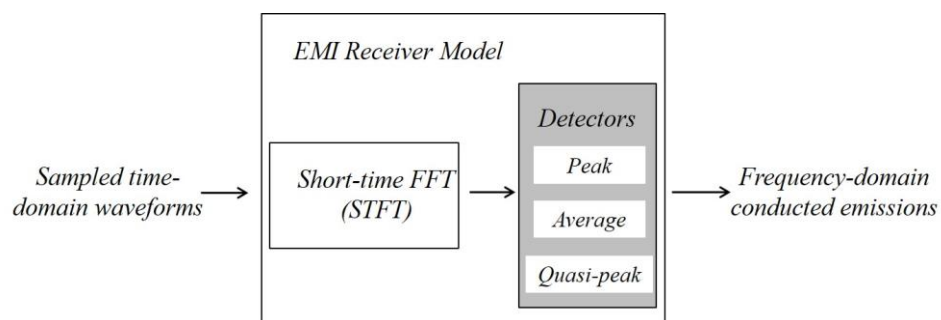 EMI Receiver Model
Sampled time-
domain waveforms
Short-time FFT
(STFT)
Detectors
Peak
Average
Quasi-peak
Frequency-domain
conducted emissions